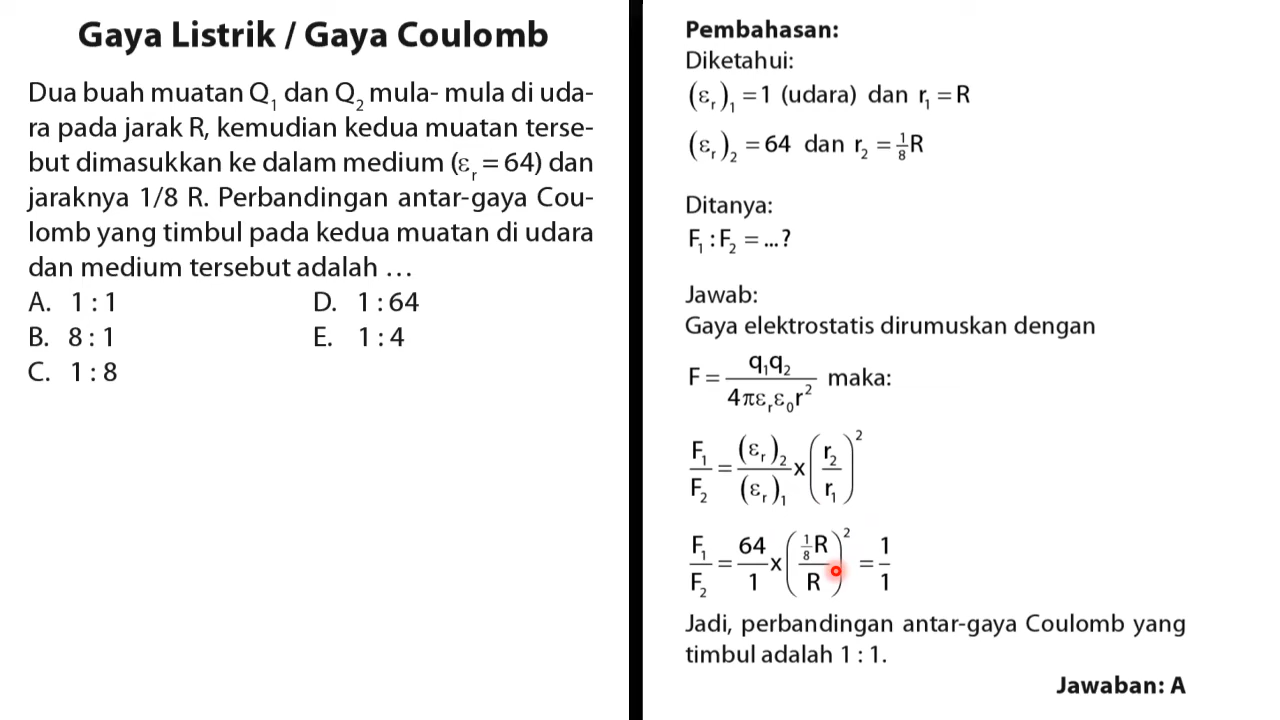 Gaya Listrik / Gaya Coulomb
Dua buah muatan Q₁ dan Q₂ mula- mula di uda-
ra pada jarak R, kemudian kedua muatan terse-
but dimasukkan ke dalam medium (εᵣ = 64) dan
jaraknya 1/8 R. Perbandingan antar-gaya Cou-
lomb yang timbul pada kedua muatan di udara
dan medium tersebut adalah …
A. 1 : 1
B. 8 : 1
C. 1 : 8
D. 1 : 64
E. 1 : 4
Pembahasan:
Diketahui:
(εᵣ)₁ = 1 (udara) dan r₁ = R
(εᵣ)₂ = 64 dan r₂ = ⅛R
Ditanya:
F₁ : F₂ = ...?
Jawab:
Gaya elektrostatis dirumuskan dengan
F = q₁q₂ / 4πεᵣε₀r² maka:
F₁/F₂ = (εᵣ)₂/(εᵣ)₁ x (r₂/r₁)²
F₁/F₂ = 64/1 x (⅛R/R)² = 1/1
Jadi, perbandingan antar-gaya Coulomb yang
timbul adalah 1 : 1.
Jawaban: A